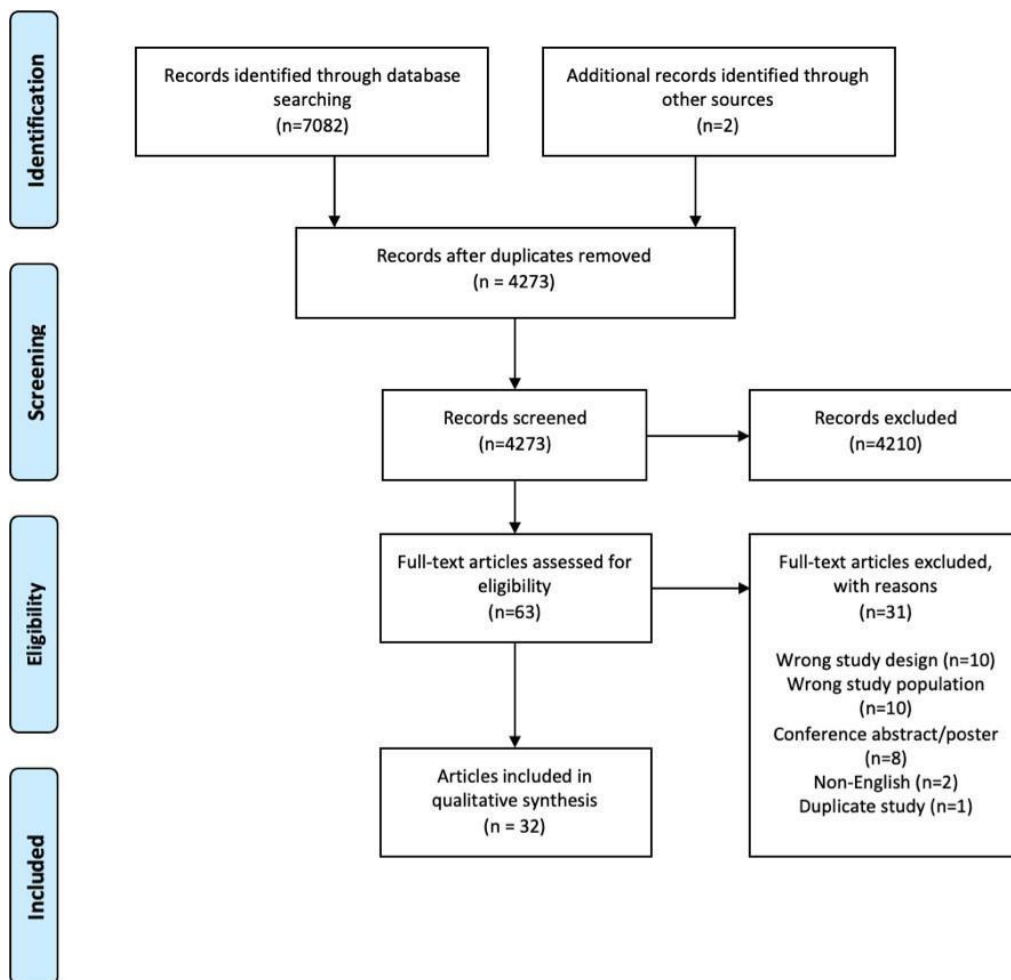 Identification
Records identified through database
searching
(n=7082)
Additional records identified through
other sources
(n=2)
Records after duplicates removed
(n = 4273)
Screening
Records screened
(n=4273)
Records excluded
(n=4210)
Eligibility
Full-text articles assessed for
eligibility
(n=63)
Full-text articles excluded,
with reasons
(n=31)
Wrong study design (n=10)
Wrong study population
(n=10)
Conference abstract/poster
(n=8)
Non-English (n=2)
Duplicate study (n=1)
Included
Articles included in
qualitative synthesis
(n = 32)